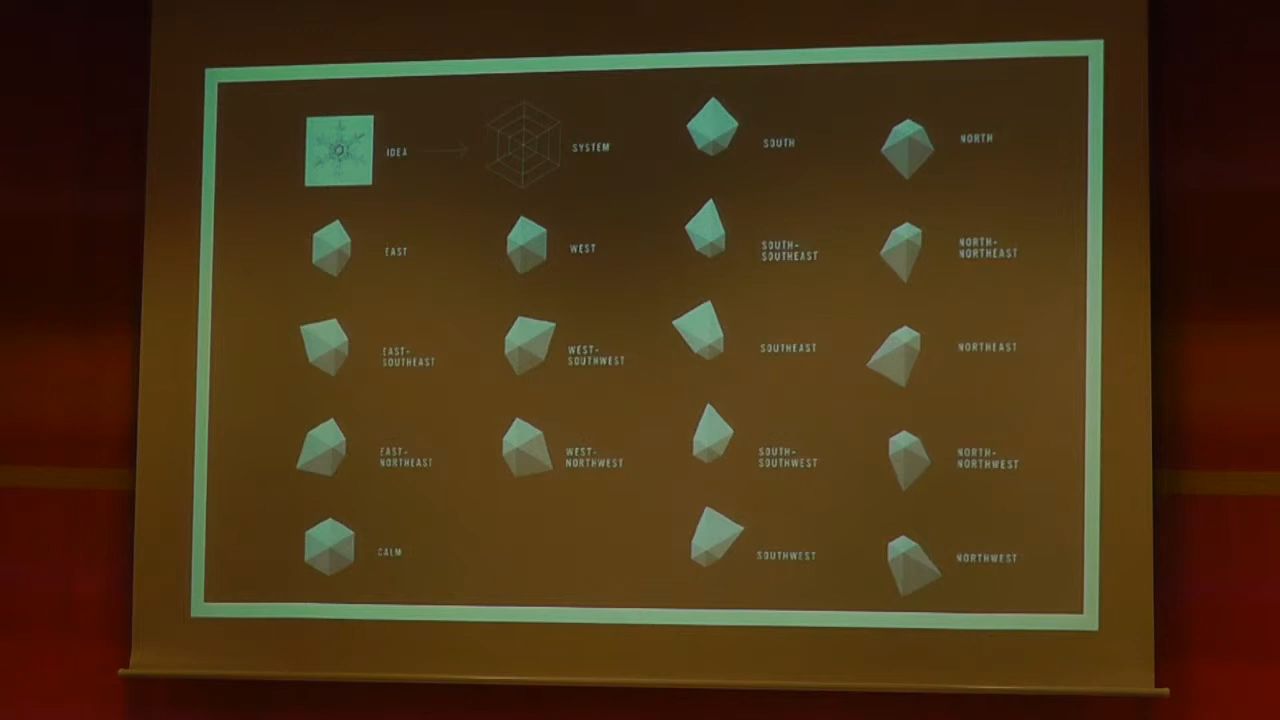 IDEA
SYSTEM
SOUTH
NORTH
EAST
WEST
SOUTH-
SOUTHEAST
NORTH-
NORTHEAST
EAST-
SOUTHEAST
WEST-
SOUTHWEST
SOUTHEAST
NORTHEAST
EAST-
NORTHEAST
WEST-
NORTHWEST
SOUTH-
SOUTHWEST
NORTH-
NORTHWEST
CALM
SOUTHWEST
NORTHWEST